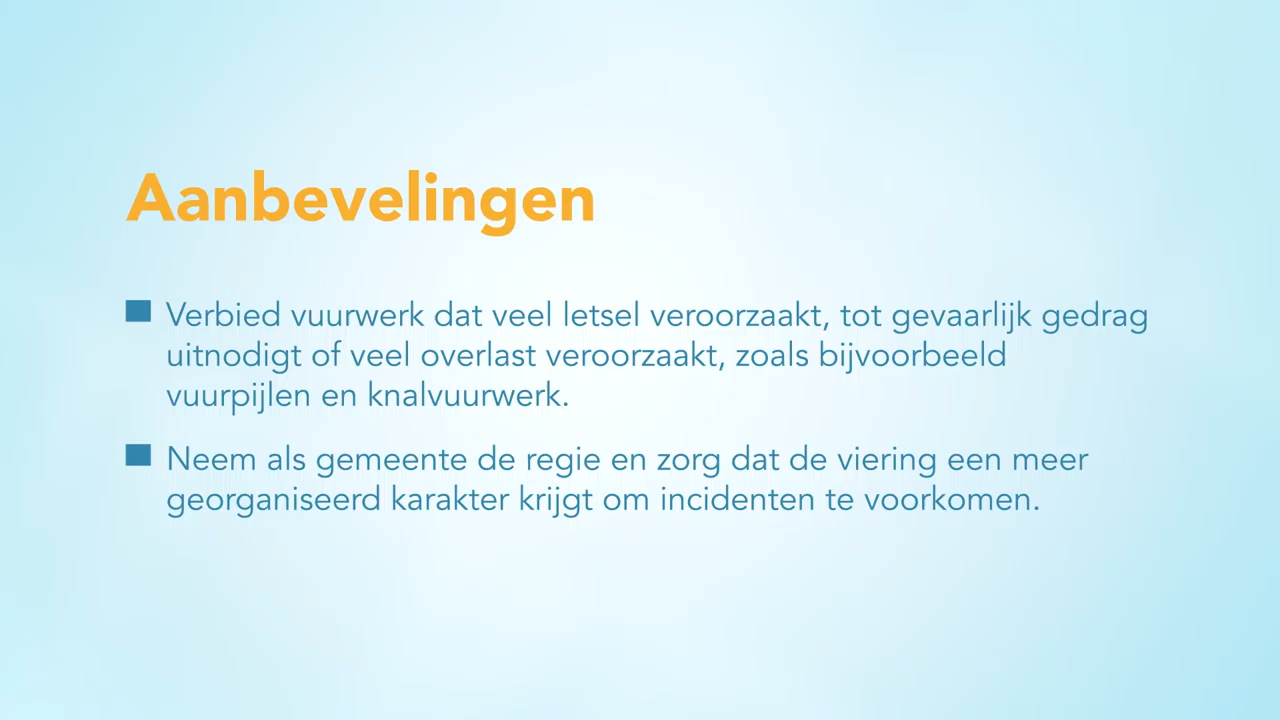 Aanbevelingen
Verbied vuurwerk dat veel letsel veroorzaakt, tot gevaarlijk gedrag
uitnodigt of veel overlast veroorzaakt, zoals bijvoorbeeld
vuurpijlen en knalvuurwerk.
Neem als gemeente de regie en zorg dat de viering een meer
georganiseerd karakter krijgt om incidenten te voorkomen.